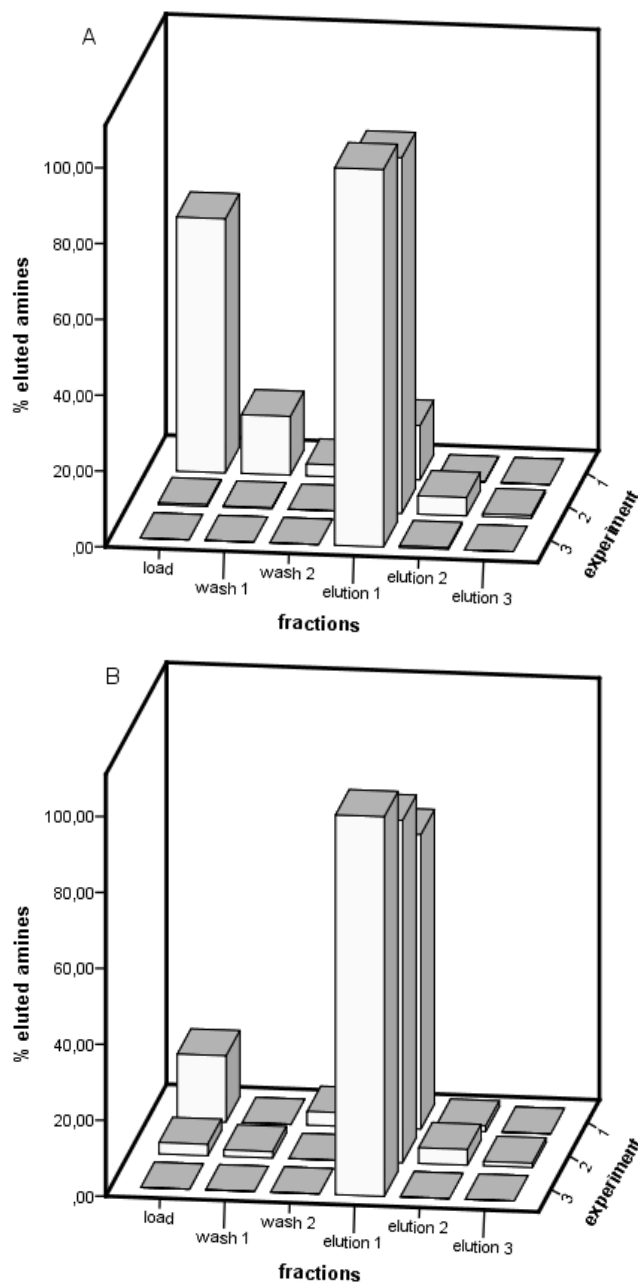 A
100,00
80,00
60,00
40,00
20,00
,00
% eluted amines
load
wash 1
wash 2
elution 1
elution 2
elution 3
fractions
1
2
3
experiment
B
100,00
80,00
60,00
40,00
20,00
,00
% eluted amines
load
wash 1
wash 2
elution 1
elution 2
elution 3
fractions
1
2
3
experiment